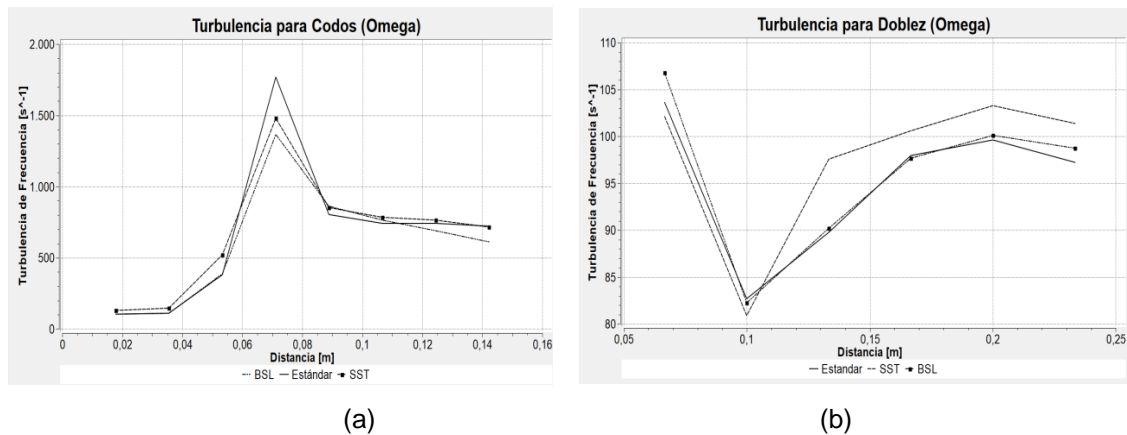 Turbulencia para Codos (Omega)
Turbulencia de Frecuencia [s^-1]
2.000
1.500
1.000
500
0
0 0,02 0,04 0,06 0,08 0,1 0,12 0,14 0,16
Distancia [m]
BSL Estándar SST
(a)
Turbulencia para Doblez (Omega)
Turbulencia de Frecuencia [s^-1]
110
105
100
95
90
85
80
0,05 0,1 0,15 0,2 0,25
Distancia [m]
Estandar SST BSL
(b)